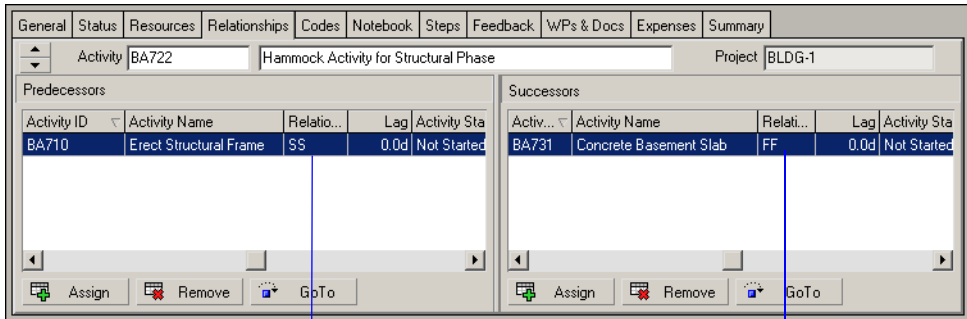 General Status Resources Relationships Codes Notebook Steps Feedback WPs & Docs Expenses Summary
Activity BA722 Hammock Activity for Structural Phase Project BLDG-1
Predecessors Successors
Activity ID Activity Name Relatio... Lag Activity Sta Activ... Activity Name Relati... Lag Activity Sta
BA710 Erect Structural Frame SS 0.0d Not Started BA731 Concrete Basement Slab FF 0.0d Not Started
Assign Remove GoTo Assign Remove GoTo